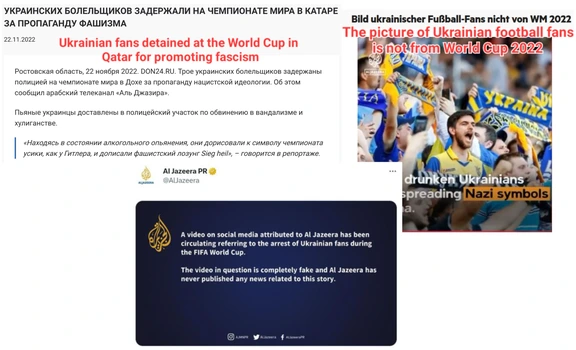 УКРАИНСКИХ БОЛЕЛЬЩИКОВ ЗАДЕРЖАЛИ НА ЧЕМПИОНАТЕ МИРА В КАТАРЕ
ЗА ПРОПАГАНДУ ФАШИЗМА
22.11.2022
Ukrainian fans detained at the World Cup in
Qatar for promoting fascism
Ростовская область, 22 ноября 2022. DON24.RU. Трое украинских болельщиков задержаны
полицией на чемпионате мира в Дохе за пропаганду нацистской идеологии. Об этом
сообщил арабский телеканал «Аль Джазира».
Пьяные украинцы доставлены в полицейский участок по обвинению в вандализме и
хулиганстве.
«Находясь в состоянии алкогольного опьянения, они дорисовали к символу чемпионата
усики, как у Гитлера, и дописали фашистский лозунг Sieg heil», – говорится в репортаже.
Bild ukrainischer Fußball-Fans nicht von WM 2022
The picture of Ukrainian football fans
is not from World Cup 2022
УКРАЇНА
drunken Ukrainians
spreading Nazi symbols
Al Jazeera PR
@AlJazeera
A video on social media attributed to Al Jazeera has been
circulating referring to the arrest of Ukrainian fans during
the FIFA World Cup.
The video in question is completely fake and Al Jazeera has
never published any news related to this story.
AlJazeera
AlJazeera